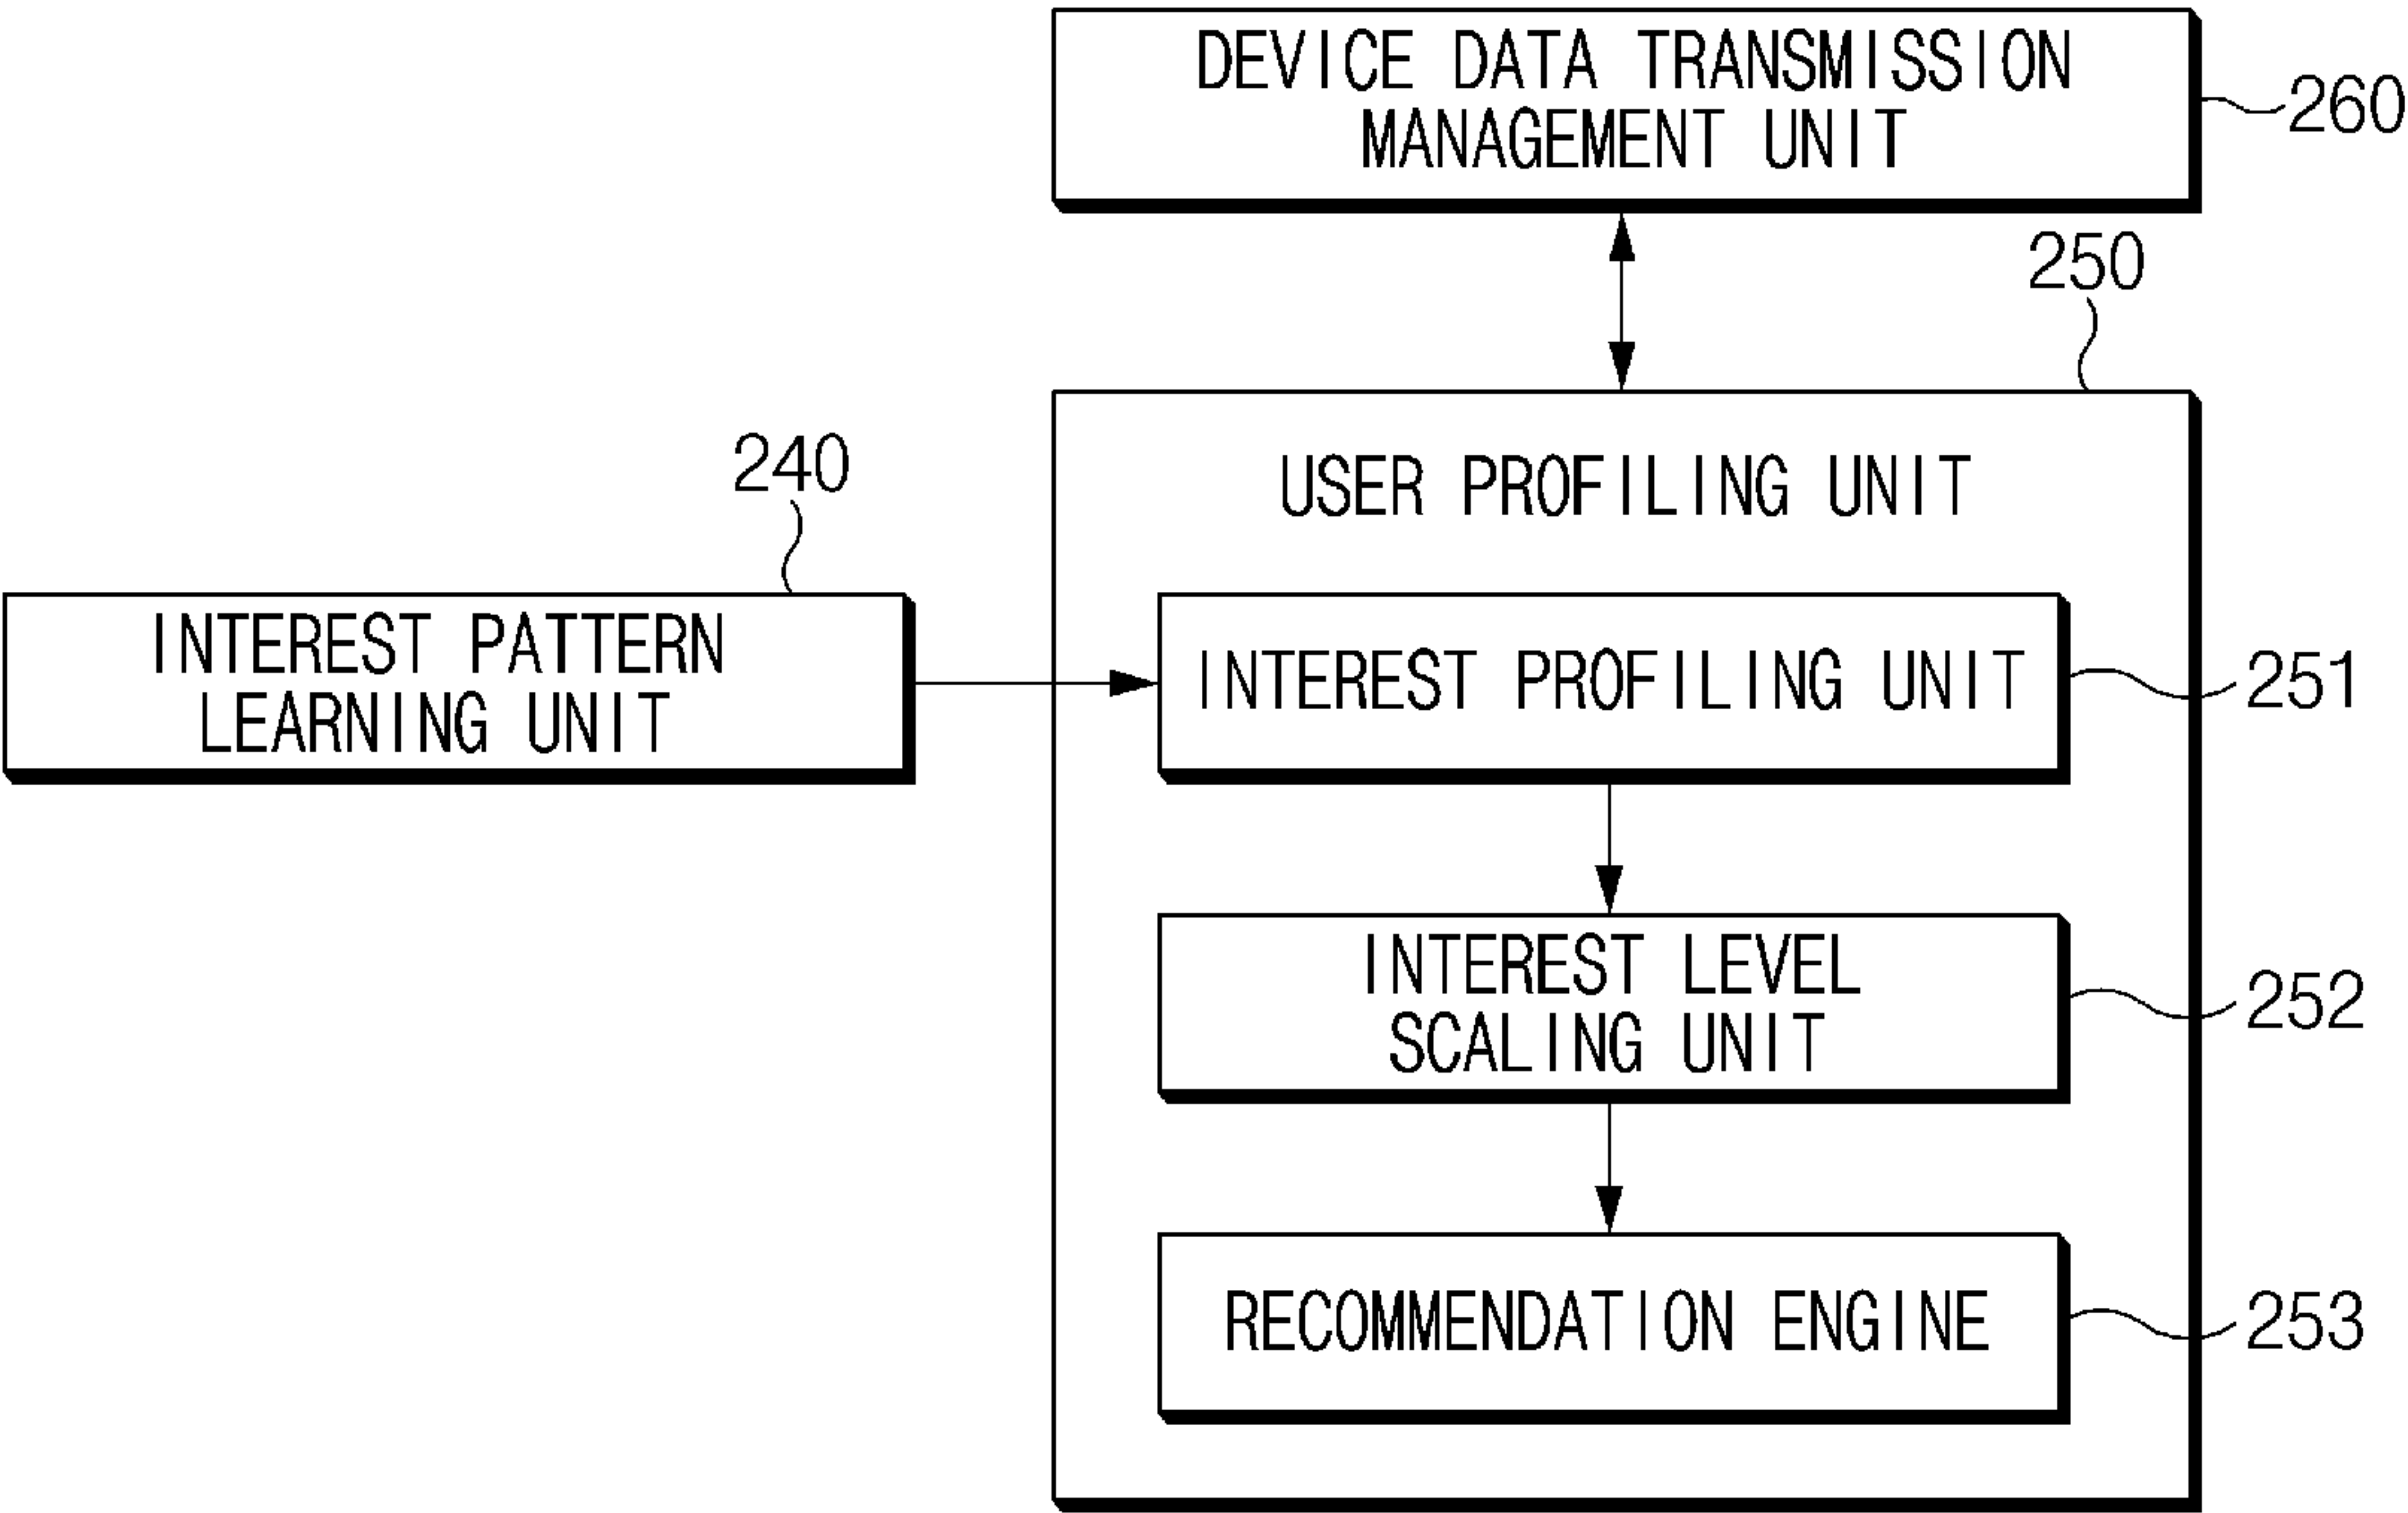 DEVICE DATA TRANSMISSION
MANAGEMENT UNIT
260
250
USER PROFILING UNIT
240
INTEREST PATTERN
LEARNING UNIT
INTEREST PROFILING UNIT
251
INTEREST LEVEL
SCALING UNIT
252
RECOMMENDATION ENGINE
253